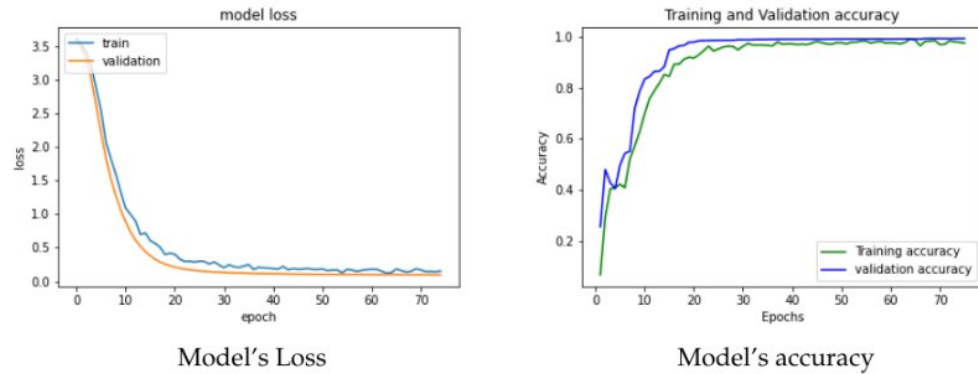 model loss
3.5
3.0
2.5
2.0
1.5
1.0
0.5
0.0
loss
train
validation
0 10 20 30 40 50 60 70
epoch
Model's Loss
Training and Validation accuracy
1.0
0.8
0.6
0.4
0.2
Accuracy
Training accuracy
validation accuracy
0 10 20 30 40 50 60 70
Epochs
Model's accuracy